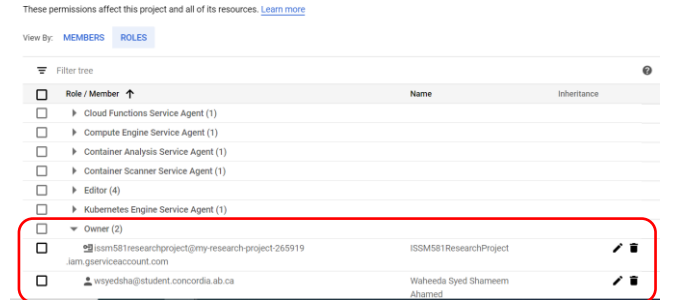 These permissions affect this project and all of its resources. Learn more
View By: MEMBERS ROLES
Filter tree
Role / Member Name Inheritance
Cloud Functions Service Agent (1)
Compute Engine Service Agent (1)
Container Analysis Service Agent (1)
Container Scanner Service Agent (1)
Editor (4)
Kubernetes Engine Service Agent (1)
Owner (2)
issm581researchproject@my-research-project-265919 ISSM581ResearchProject
.iam.gserviceaccount.com
wsyedsha@student.concordia.ab.ca Waheeda Syed Shameem
Ahamed